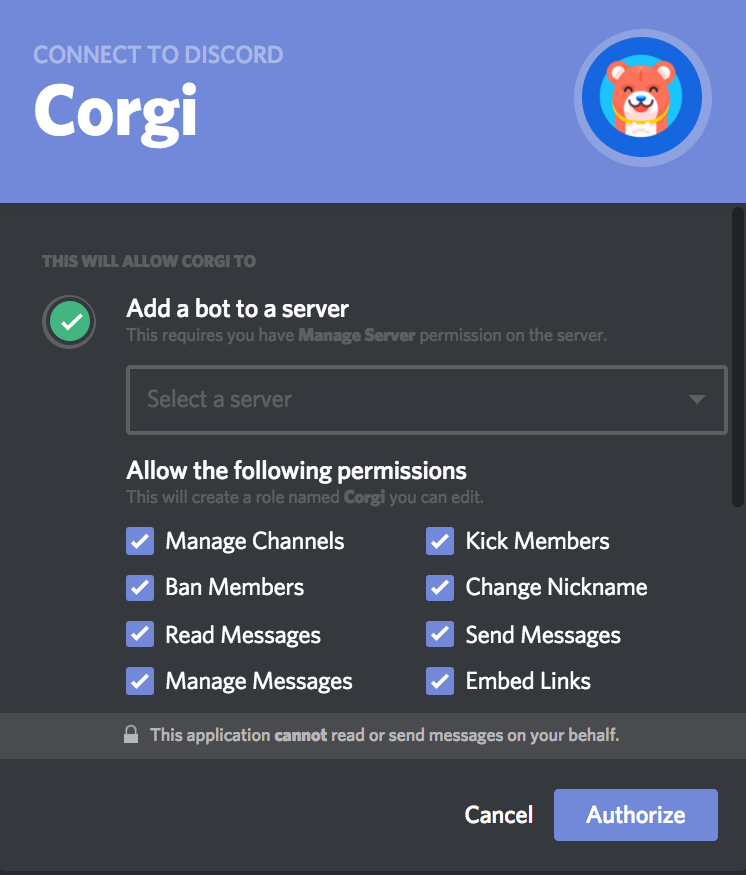 CONNECT TO DISCORD
Corgi
THIS WILL ALLOW CORGI TO
Add a bot to a server
This requires you have Manage Server permission on the server.
Select a server
Allow the following permissions
This will create a role named Corgi you can edit.
Manage Channels
Kick Members
Ban Members
Change Nickname
Read Messages
Send Messages
Manage Messages
Embed Links
This application cannot read or send messages on your behalf.
Cancel
Authorize